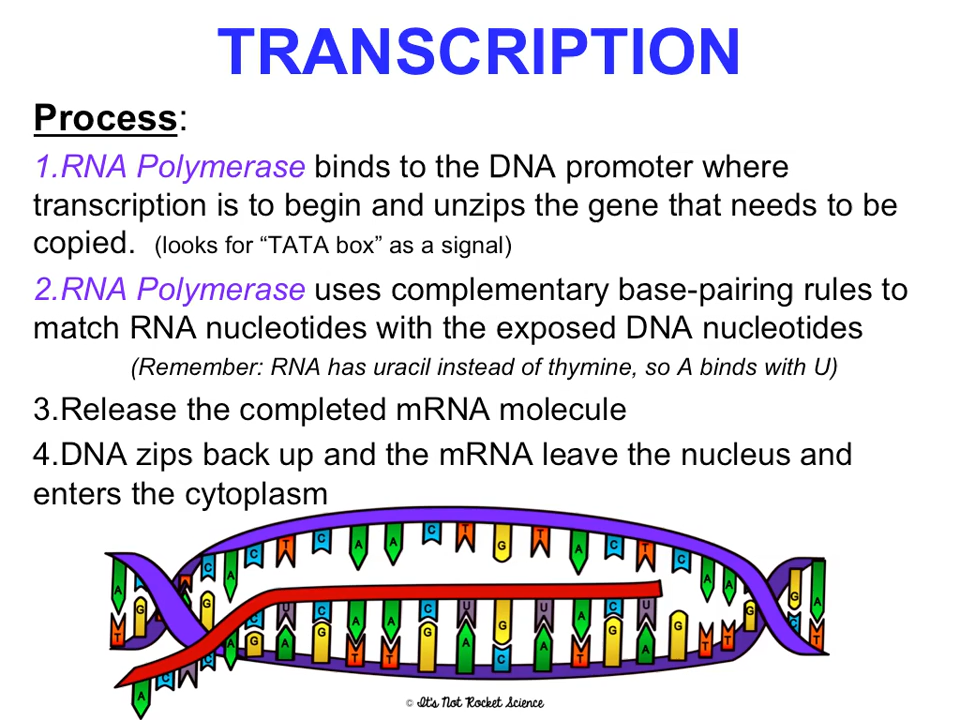 TRANSCRIPTION
Process:
1.RNA Polymerase binds to the DNA promoter where
transcription is to begin and unzips the gene that needs to be
copied. (looks for “TATA box” as a signal)
2.RNA Polymerase uses complementary base-pairing rules to
match RNA nucleotides with the exposed DNA nucleotides
(Remember: RNA has uracil instead of thymine, so A binds with U)
3.Release the completed mRNA molecule
4.DNA zips back up and the mRNA leave the nucleus and
enters the cytoplasm
A G C A C T C A A C T G T A C T C A A G A
G U C A A C U G U A C U
T A G A G T T G A C A T G A G T T C T
A C U C
© It's Not Rocket Science